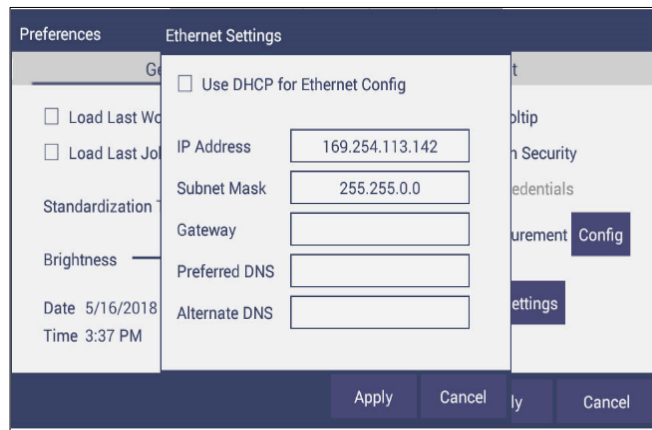 Preferences
Ethernet Settings
Ge
t
Use DHCP for Ethernet Config
Load Last Wo
oltip
Load Last Jol
IP Address 169.254.113.142
n Security
Subnet Mask 255.255.0.0
edentials
Standardization T
Gateway
urement Config
Brightness
Preferred DNS
Date 5/16/2018
Alternate DNS
ettings
Time 3:37 PM
Apply Cancel
ly Cancel